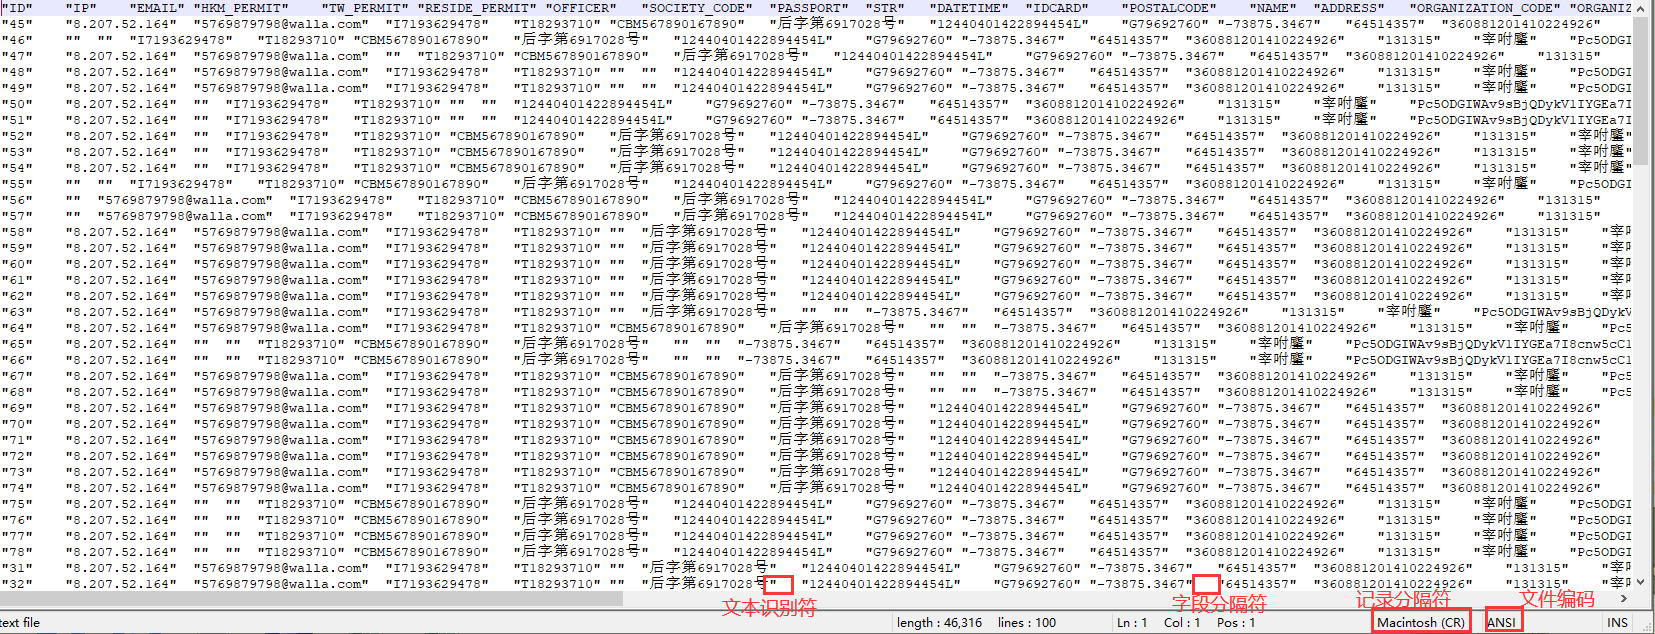 "ID" "IP" "EMAIL" "HKM_PERMIT" "TW_PERMIT" "RESIDE_PERMIT" "OFFICER" "SOCIETY_CODE" "PASSPORT" "STR" "DATETIME" "IDCARD" "POSTALCODE" "NAME" "ADDRESS" "ORGANIZATION_CODE" "ORGANIZ
"45" "8.207.52.164" "5769879798@walla.com" "I7193629478" "T18293710" "CBM567890167890" "后字第6917028号" "12440401422894454L" "G79692760" "-73875.3467" "64514357" "360881201410224926"
"46" "" "" "I7193629478" "T18293710" "CBM567890167890" "后字第6917028号" "12440401422894454L" "G79692760" "-73875.3467" "64514357" "360881201410224926" "131315" "宰咐鏖" "Pc5ODGI
"47" "8.207.52.164" "5769879798@walla.com" "" "T18293710" "CBM567890167890" "后字第6917028号" "12440401422894454L" "G79692760" "-73875.3467" "64514357" "360881201410224926" "131315"
"48" "8.207.52.164" "5769879798@walla.com" "I7193629478" "T18293710" "" "" "12440401422894454L" "G79692760" "-73875.3467" "64514357" "360881201410224926" "131315" "宰咐鏖" "Pc5ODGI
"49" "8.207.52.164" "5769879798@walla.com" "I7193629478" "T18293710" "" "" "12440401422894454L" "G79692760" "-73875.3467" "64514357" "360881201410224926" "131315" "宰咐鏖" "Pc5ODGI
"50" "8.207.52.164" "" "I7193629478" "T18293710" "" "" "12440401422894454L" "G79692760" "-73875.3467" "64514357" "360881201410224926" "131315" "宰咐鏖" "Pc5ODGIWAv9sBjQDykVlIYGEa7I
"51" "8.207.52.164" "" "I7193629478" "T18293710" "" "" "12440401422894454L" "G79692760" "-73875.3467" "64514357" "360881201410224926" "131315" "宰咐鏖" "Pc5ODGIWAv9sBjQDykVlIYGEa7I
"52" "8.207.52.164" "" "I7193629478" "T18293710" "CBM567890167890" "后字第6917028号" "12440401422894454L" "G79692760" "-73875.3467" "64514357" "360881201410224926" "131315" "宰咐鏖"
"53" "8.207.52.164" "" "I7193629478" "T18293710" "CBM567890167890" "后字第6917028号" "12440401422894454L" "G79692760" "-73875.3467" "64514357" "360881201410224926" "131315" "宰咐鏖"
"54" "8.207.52.164" "" "I7193629478" "T18293710" "CBM567890167890" "后字第6917028号" "12440401422894454L" "G79692760" "-73875.3467" "64514357" "360881201410224926" "131315" "宰咐鏖"
"55" "" "" "I7193629478" "T18293710" "CBM567890167890" "后字第6917028号" "12440401422894454L" "G79692760" "-73875.3467" "64514357" "360881201410224926" "131315" "宰咐鏖" "Pc5ODGI
"56" "" "5769879798@walla.com" "I7193629478" "T18293710" "CBM567890167890" "后字第6917028号" "12440401422894454L" "G79692760" "-73875.3467" "64514357" "360881201410224926" "131315"
"57" "" "5769879798@walla.com" "I7193629478" "T18293710" "CBM567890167890" "后字第6917028号" "12440401422894454L" "G79692760" "-73875.3467" "64514357" "360881201410224926" "131315"
"58" "8.207.52.164" "5769879798@walla.com" "I7193629478" "T18293710" "" "后字第6917028号" "12440401422894454L" "G79692760" "-73875.3467" "64514357" "360881201410224926" "131315" "宰
"59" "8.207.52.164" "5769879798@walla.com" "I7193629478" "T18293710" "" "后字第6917028号" "12440401422894454L" "G79692760" "-73875.3467" "64514357" "360881201410224926" "131315" "宰
"60" "8.207.52.164" "5769879798@walla.com" "I7193629478" "T18293710" "" "后字第6917028号" "12440401422894454L" "G79692760" "-73875.3467" "64514357" "360881201410224926" "131315" "宰
"61" "8.207.52.164" "5769879798@walla.com" "I7193629478" "T18293710" "" "后字第6917028号" "12440401422894454L" "G79692760" "-73875.3467" "64514357" "360881201410224926" "131315" "宰
"62" "8.207.52.164" "5769879798@walla.com" "I7193629478" "T18293710" "" "后字第6917028号" "12440401422894454L" "G79692760" "-73875.3467" "64514357" "360881201410224926" "131315" "宰
"63" "8.207.52.164" "5769879798@walla.com" "I7193629478" "T18293710" "" "后字第6917028号" "" "" "-73875.3467" "64514357" "360881201410224926" "131315" "宰咐鏖" "Pc5ODGIWAv9sBjQDykV
"64" "8.207.52.164" "5769879798@walla.com" "I7193629478" "T18293710" "CBM567890167890" "后字第6917028号" "" "" "-73875.3467" "64514357" "360881201410224926" "131315" "宰咐鏖" "Pc5
"65" "8.207.52.164" "5769879798@walla.com" "" "T18293710" "CBM567890167890" "后字第6917028号" "" "" "-73875.3467" "64514357" "360881201410224926" "131315" "宰咐鏖" "Pc5ODGIWAv9sBjQDykVlIYGEa7I8cnw5cCl
"66" "8.207.52.164" "" "" "T18293710" "CBM567890167890" "后字第6917028号" "" "" "-73875.3467" "64514357" "360881201410224926" "131315" "宰咐鏖" "Pc5ODGIWAv9sBjQDykVlIYGEa7I8cnw5cCl
"67" "8.207.52.164" "5769879798@walla.com" "I7193629478" "T18293710" "CBM567890167890" "后字第6917028号" "" "" "-73875.3467" "64514357" "360881201410224926" "131315" "宰咐鏖" "Pc5
"68" "8.207.52.164" "5769879798@walla.com" "I7193629478" "T18293710" "CBM567890167890" "后字第6917028号" "" "" "-73875.3467" "64514357" "360881201410224926" "131315" "宰咐鏖" "Pc5
"69" "8.207.52.164" "5769879798@walla.com" "I7193629478" "T18293710" "CBM567890167890" "后字第6917028号" "12440401422894454L" "G79692760" "-73875.3467" "64514357" "360881201410224926"
"70" "8.207.52.164" "5769879798@walla.com" "I7193629478" "T18293710" "CBM567890167890" "后字第6917028号" "12440401422894454L" "G79692760" "-73875.3467" "64514357" "360881201410224926"
"71" "8.207.52.164" "5769879798@walla.com" "I7193629478" "T18293710" "CBM567890167890" "后字第6917028号" "12440401422894454L" "G79692760" "-73875.3467" "64514357" "360881201410224926"
"72" "8.207.52.164" "5769879798@walla.com" "I7193629478" "T18293710" "CBM567890167890" "后字第6917028号" "12440401422894454L" "G79692760" "-73875.3467" "64514357" "360881201410224926"
"73" "8.207.52.164" "5769879798@walla.com" "I7193629478" "T18293710" "CBM567890167890" "后字第6917028号" "12440401422894454L" "G79692760" "-73875.3467" "64514357" "360881201410224926"
"74" "8.207.52.164" "5769879798@walla.com" "I7193629478" "T18293710" "CBM567890167890" "后字第6917028号" "12440401422894454L" "G79692760" "-73875.3467" "64514357" "360881201410224926"
"75" "8.207.52.164" "" "" "T18293710" "CBM567890167890" "后字第6917028号" "12440401422894454L" "G79692760" "-73875.3467" "64514357" "360881201410224926" "131315" "宰咐鏖" "Pc5ODGI
"76" "8.207.52.164" "" "" "T18293710" "CBM567890167890" "后字第6917028号" "12440401422894454L" "G79692760" "-73875.3467" "64514357" "360881201410224926" "131315" "宰咐鏖" "Pc5ODGI
"77" "8.207.52.164" "" "" "T18293710" "CBM567890167890" "后字第6917028号" "12440401422894454L" "G79692760" "-73875.3467" "64514357" "360881201410224926" "131315" "宰咐鏖" "Pc5ODGI
"78" "8.207.52.164" "" "" "T18293710" "CBM567890167890" "后字第6917028号" "12440401422894454L" "G79692760" "-73875.3467" "64514357" "360881201410224926" "131315" "宰咐鏖" "Pc5ODGI
"31" "8.207.52.164" "5769879798@walla.com" "I7193629478" "T18293710" "" "后字第6917028号" "12440401422894454L" "G79692760" "-73875.3467" "64514357" "360881201410224926" "131315" "宰
"32" "8.207.52.164" "5769879798@walla.com" "I7193629478" "T18293710" "" "后字第6917028号" "12440401422894454L" "G79692760" "-73875.3467" "64514357" "360881201410224926" "131315" "宰
文本识别符 字段分隔符 记录分隔符 文件编码
text file length : 46,316 lines : 100 Ln : 1 Col : 1 Pos : 1 Macintosh (CR) ANSI INS